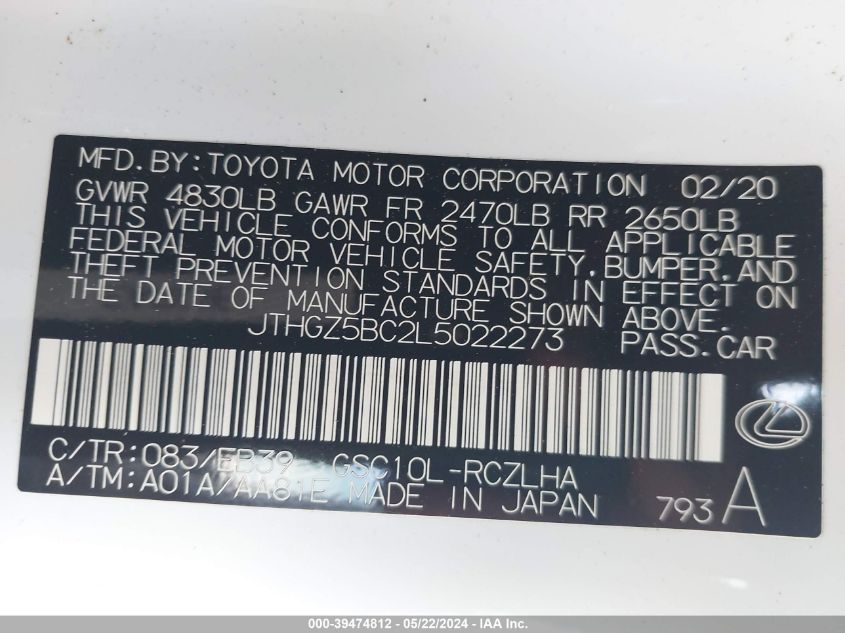 MFD.BY:TOYOTA MOTOR CORPORATION 02/20
GVWR 4830LB GAWR FR 2470LB RR 2650LB
THIS VEHICLE CONFORMS TO ALL APPLICABLE
FEDERAL MOTOR VEHICLE SAFETY,BUMPER,AND
THEFT PREVENTION STANDARDS IN EFFECT ON
THE DATE OF MANUFACTURE SHOWN ABOVE.
JTHGZ5BC2L5022273 PASS.CAR
C/TR:083/EB39 GSC10L-RCZLHA
A/TM:A01A/AA81E MADE IN JAPAN 793 A
000-39474812 - 05/22/2024 - IAA Inc.